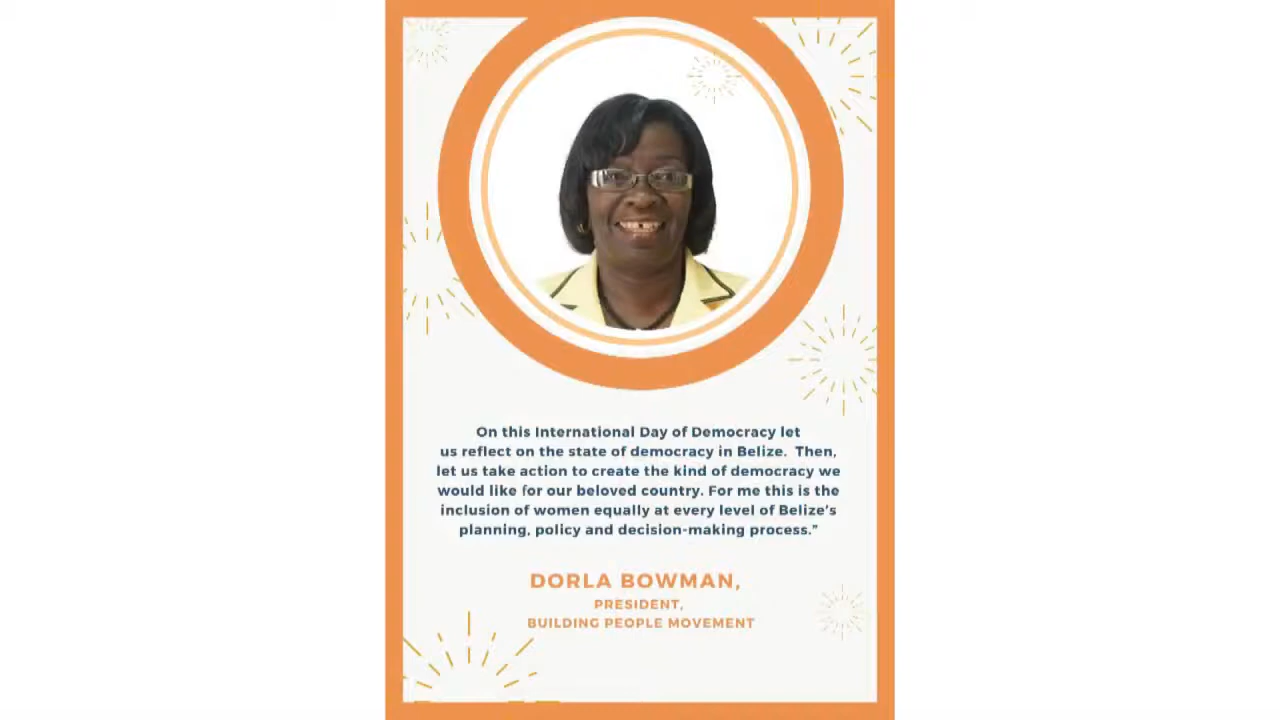 On this International Day of Democracy let
us reflect on the state of democracy in Belize. Then,
let us take action to create the kind of democracy we
would like for our beloved country. For me this is the
inclusion of women equally at every level of Belize's
planning, policy and decision-making process."
DORLA BOWMAN,
PRESIDENT,
BUILDING PEOPLE MOVEMENT